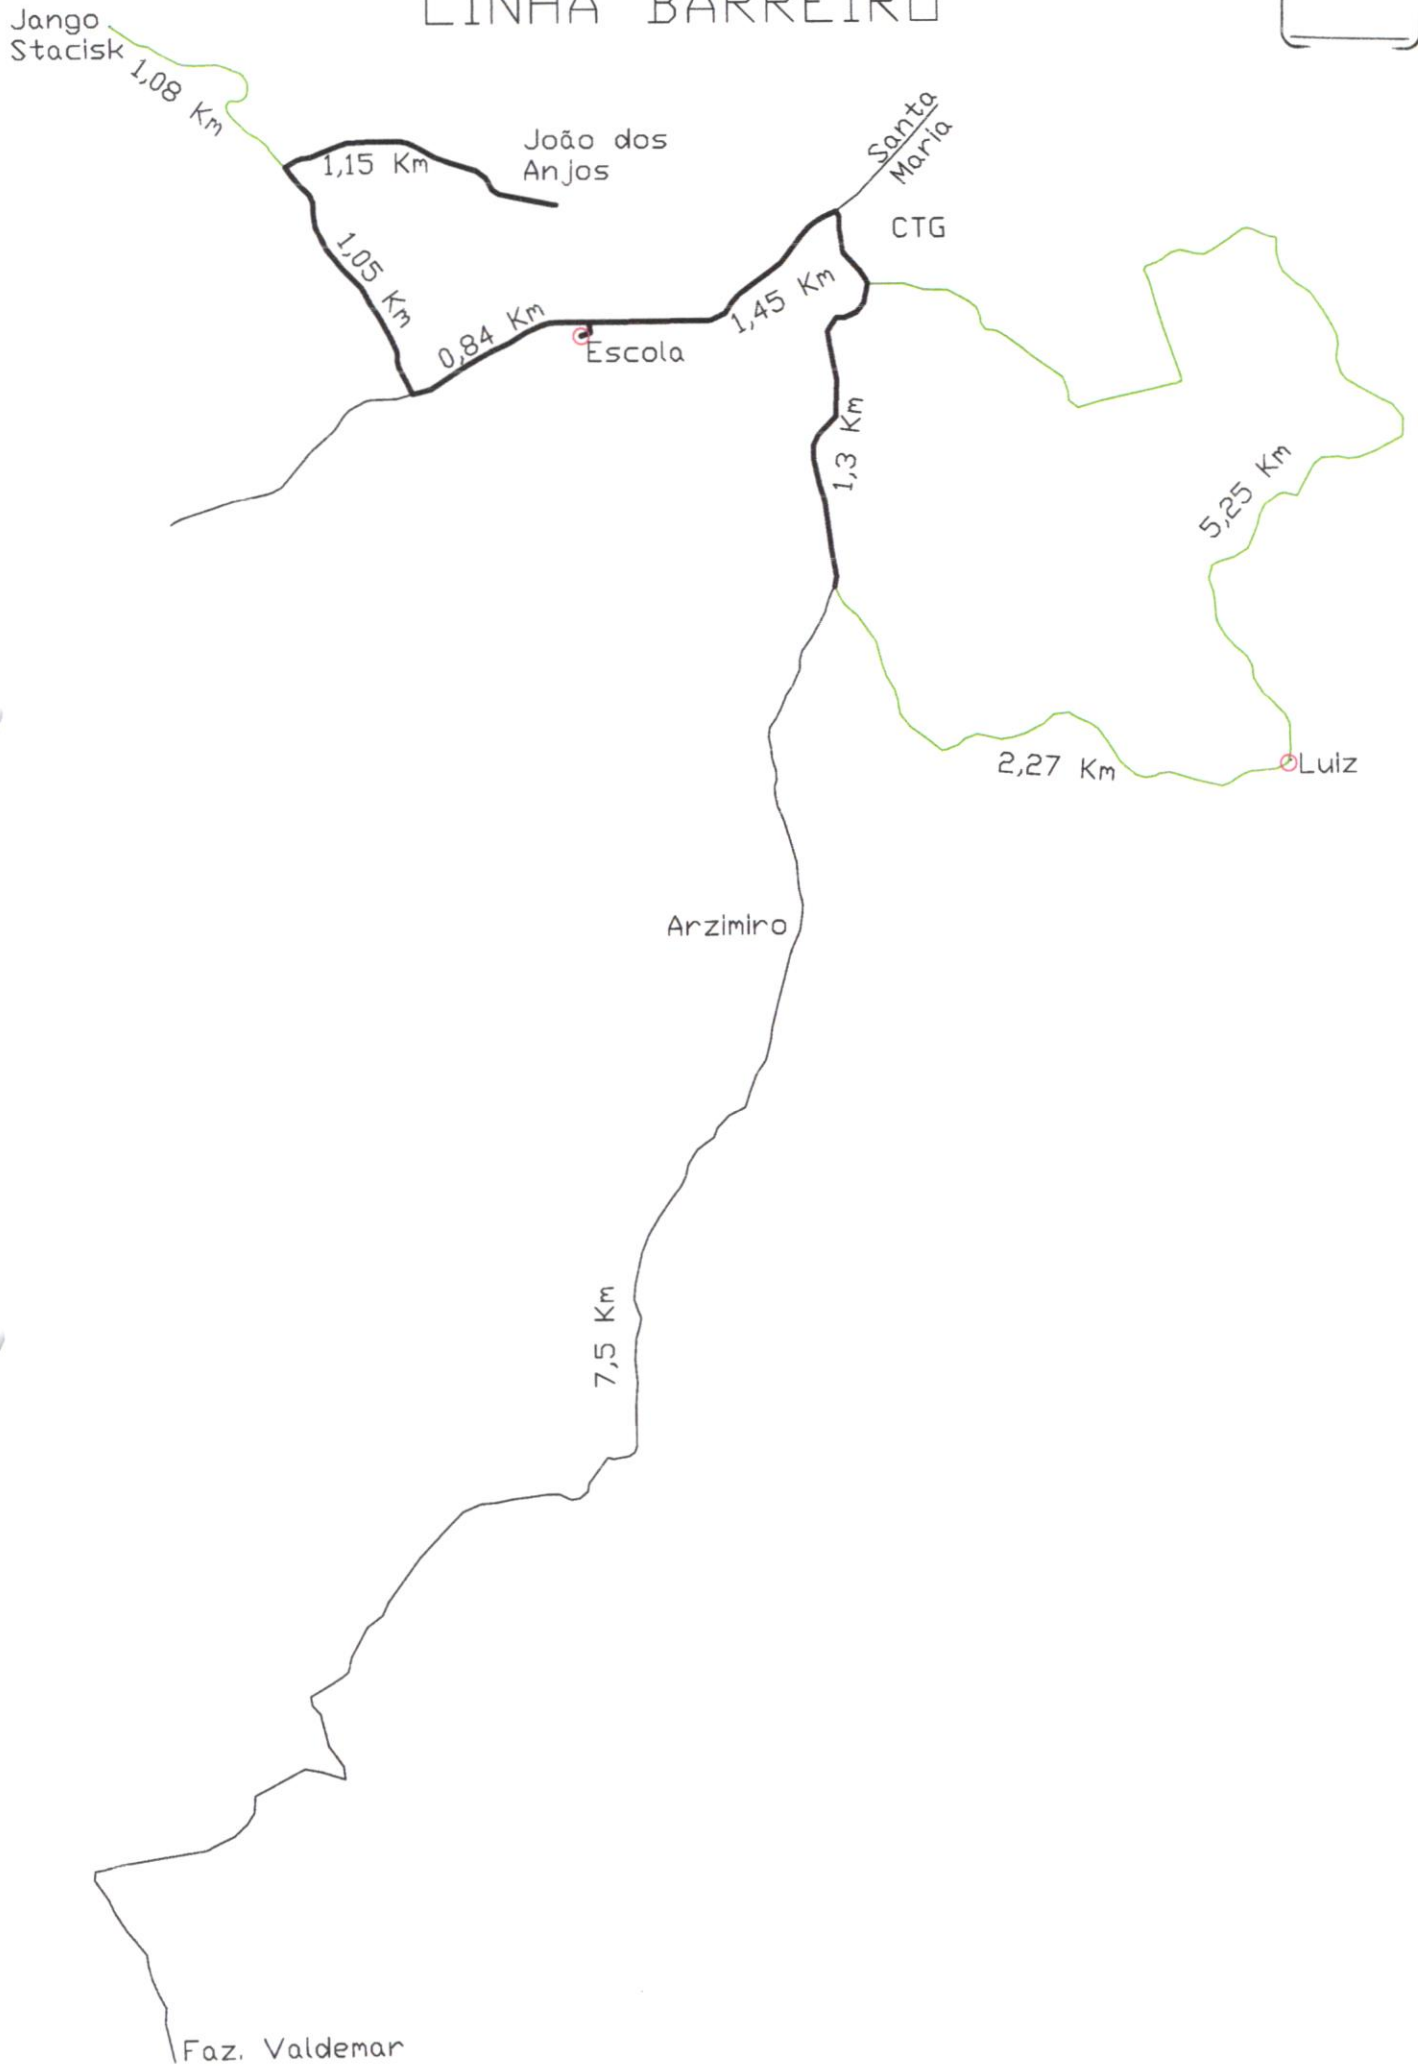 LINHA BARREIRO
Jango
Stacisk
1,08 Km
João dos
Anjos
1,15 Km
Santa
Maria
CTG
1,05 Km
0,84 Km
1,45 Km
Escola
1,3 Km
5,25 Km
2,27 Km
Luiz
Arzimiro
7,5 Km
Faz. Valdemar